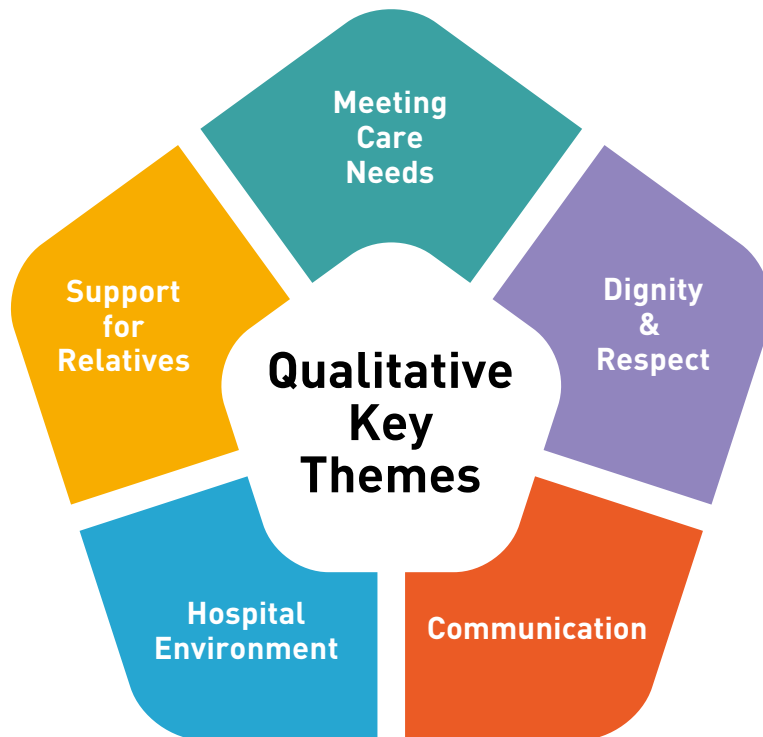 Meeting
Care
Needs
Dignity
&
Respect
Communication
Hospital
Environment
Support
for
Relatives
Qualitative
Key
Themes